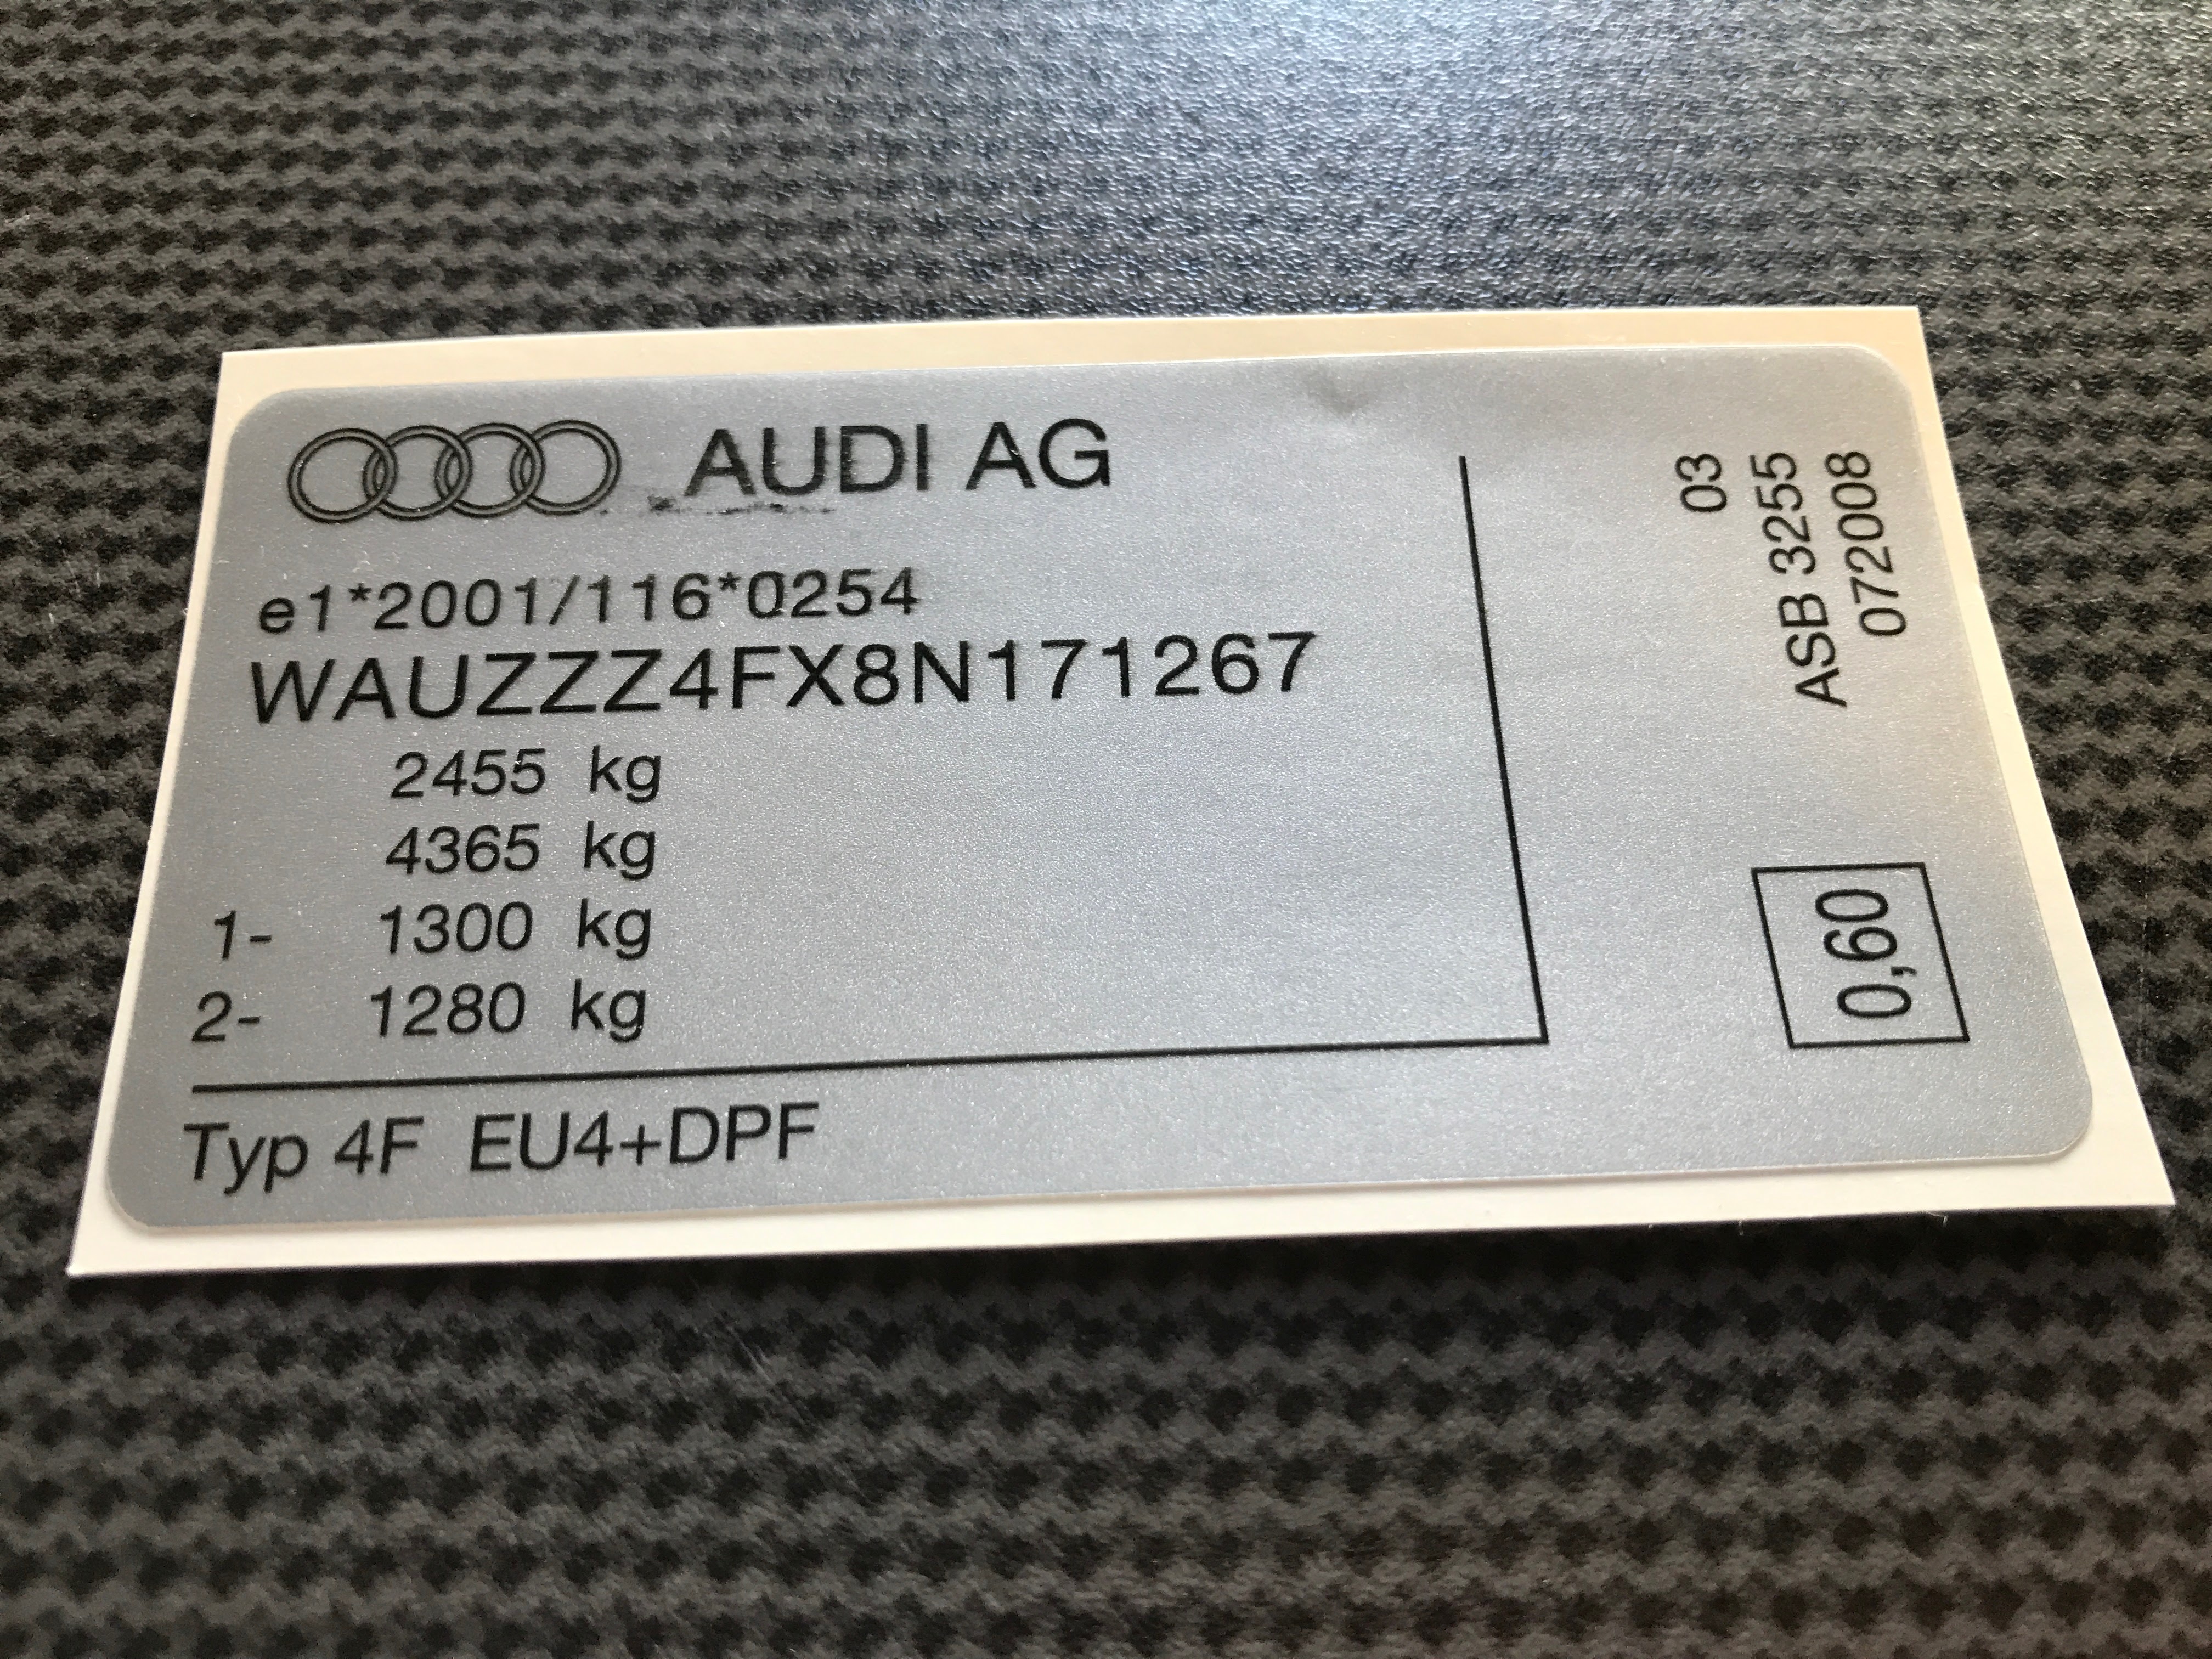 AUDI AG
e1*2001/116*0254
WAUZZZ4FX8N171267
2455 kg
4365 kg
1- 1300 kg
2- 1280 kg
Typ 4F EU4+DPF
03
ASB 3255
072008
0,60